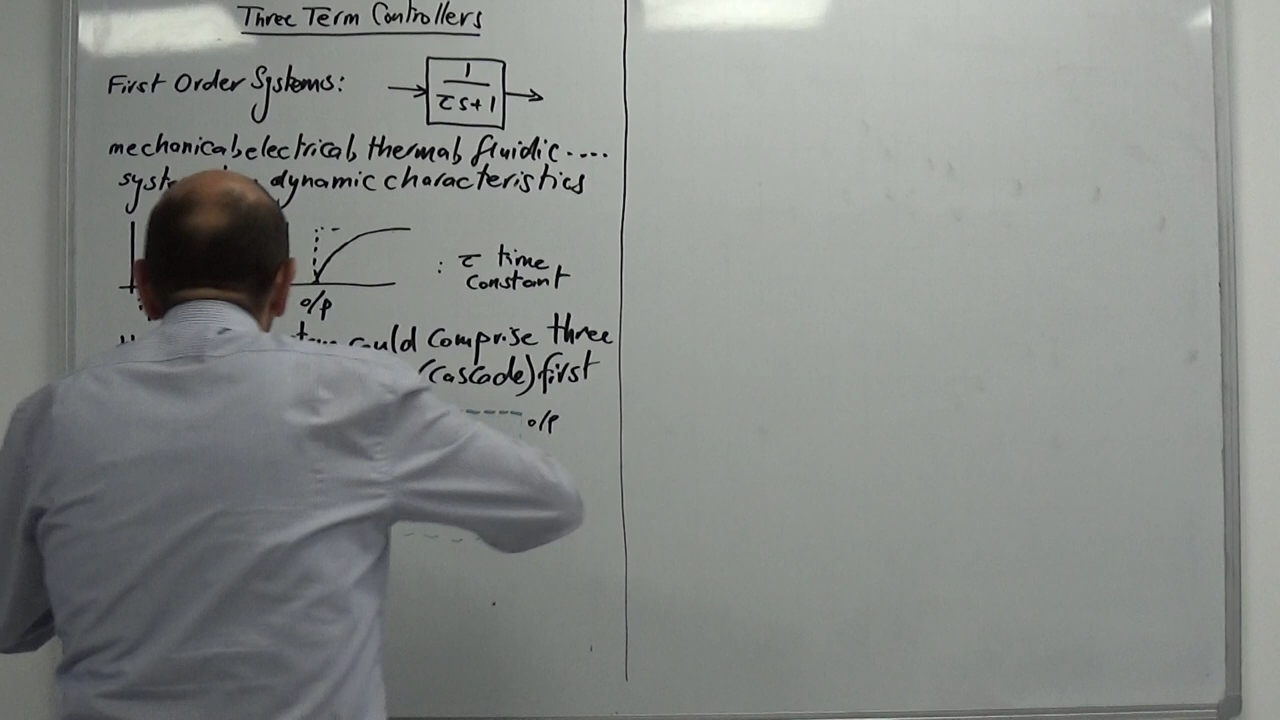 Three Term Controllers
First Order Systems:
1
τs+1
mechanical, electrical, thermal, fluidic....
dynamic characteristics
: τ time
constant
o/p
could comprise three
(cascade) first
o/p